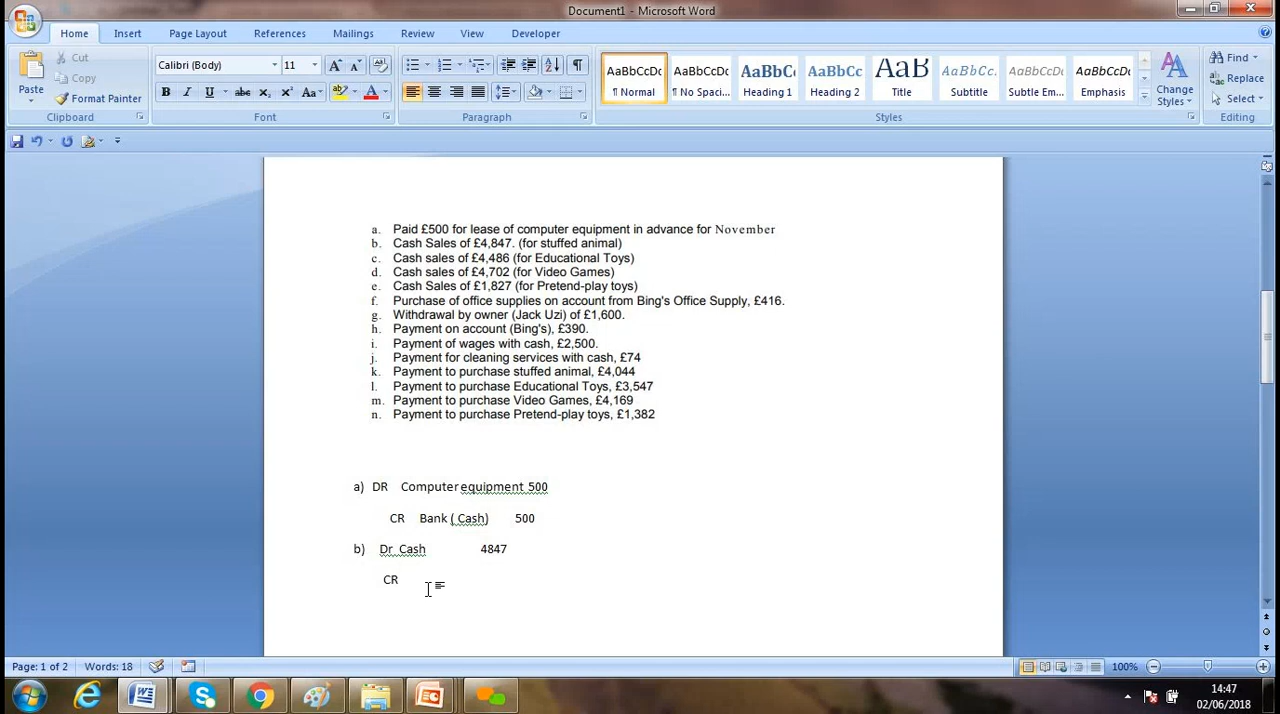 Document1 - Microsoft Word
Home Insert Page Layout References Mailings Review View Developer
Paste
Cut
Copy
Format Painter
Clipboard
Calibri (Body) 11
B I U abc x₂ x² Aa
Font
Paragraph
AaBbCcDc AaBbCcDc AaBbC AaBbCc AaB AaBbCc. AaBbCcDc AaBbCcDc
¶ Normal ¶ No Spaci... Heading 1 Heading 2 Title Subtitle Subtle Em... Emphasis
Change Styles
Styles
Find
Replace
Select
Editing
a. Paid £500 for lease of computer equipment in advance for November
b. Cash Sales of £4,847. (for stuffed animal)
c. Cash sales of £4,486 (for Educational Toys)
d. Cash sales of £4,702 (for Video Games)
e. Cash Sales of £1,827 (for Pretend-play toys)
f. Purchase of office supplies on account from Bing's Office Supply, £416.
g. Withdrawal by owner (Jack Uzi) of £1,600.
h. Payment on account (Bing's), £390.
i. Payment of wages with cash, £2,500.
j. Payment for cleaning services with cash, £74
k. Payment to purchase stuffed animal, £4,044
l. Payment to purchase Educational Toys, £3,547
m. Payment to purchase Video Games, £4,169
n. Payment to purchase Pretend-play toys, £1,382
a) DR Computer equipment 500
CR Bank ( Cash) 500
b) Dr Cash 4847
CR
Page: 1 of 2 Words: 18 100%
14:47
02/06/2018